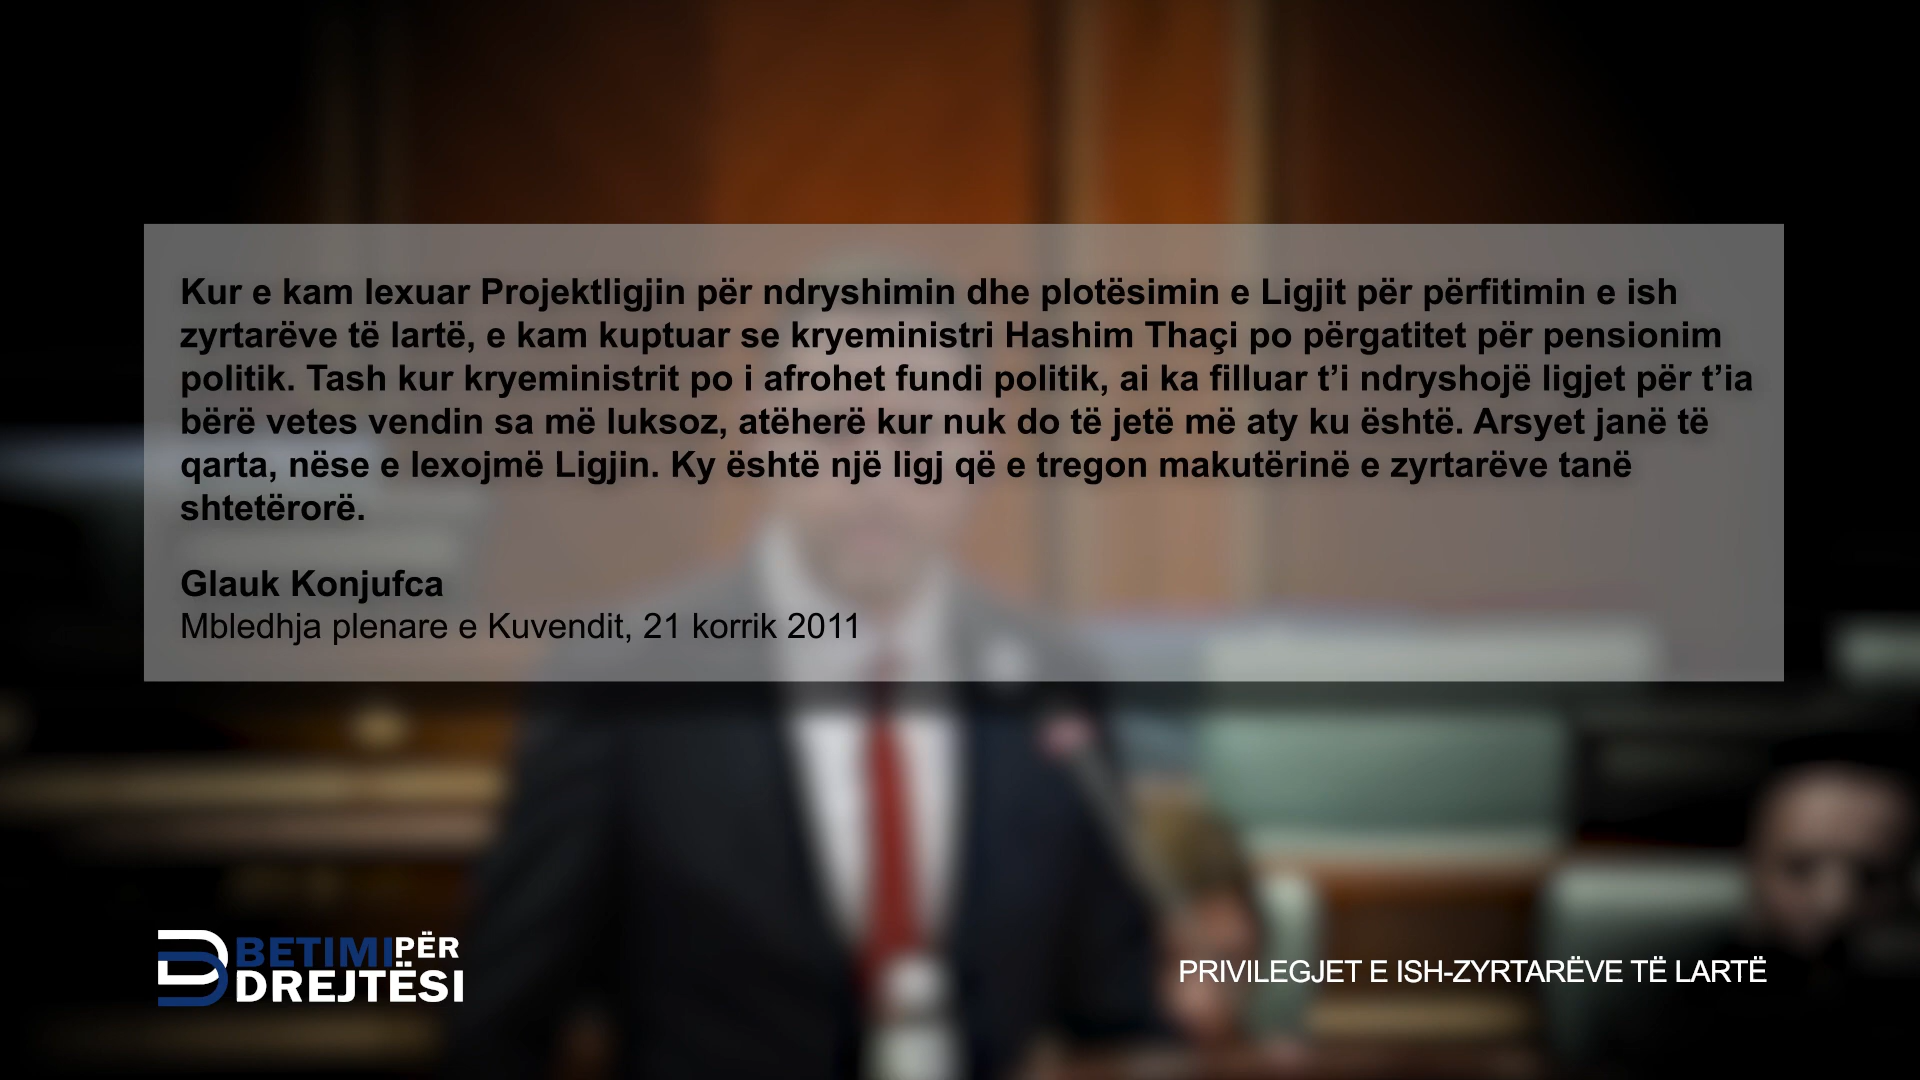 Kur e kam lexuar Projektligjin për ndryshimin dhe plotësimin e Ligjit për përfitimin e ish
zyrtarëve të lartë, e kam kuptuar se kryeministri Hashim Thaçi po përgatitet për pensionim
politik. Tash kur kryeministrit po i afrohet fundi politik, ai ka filluar t’i ndryshojë ligjet për t’ia
bërë vetes vendin sa më luksoz, atëherë kur nuk do të jetë më aty ku është. Arsyet janë të
qarta, nëse e lexojmë Ligjin. Ky është një ligj që e tregon makutërinë e zyrtarëve tanë
shtetërorë.
Glauk Konjufca
Mbledhja plenare e Kuvendit, 21 korrik 2011
BETIMI PËR
DREJTËSI
PRIVILEGJET E ISH-ZYRTARËVE TË LARTË